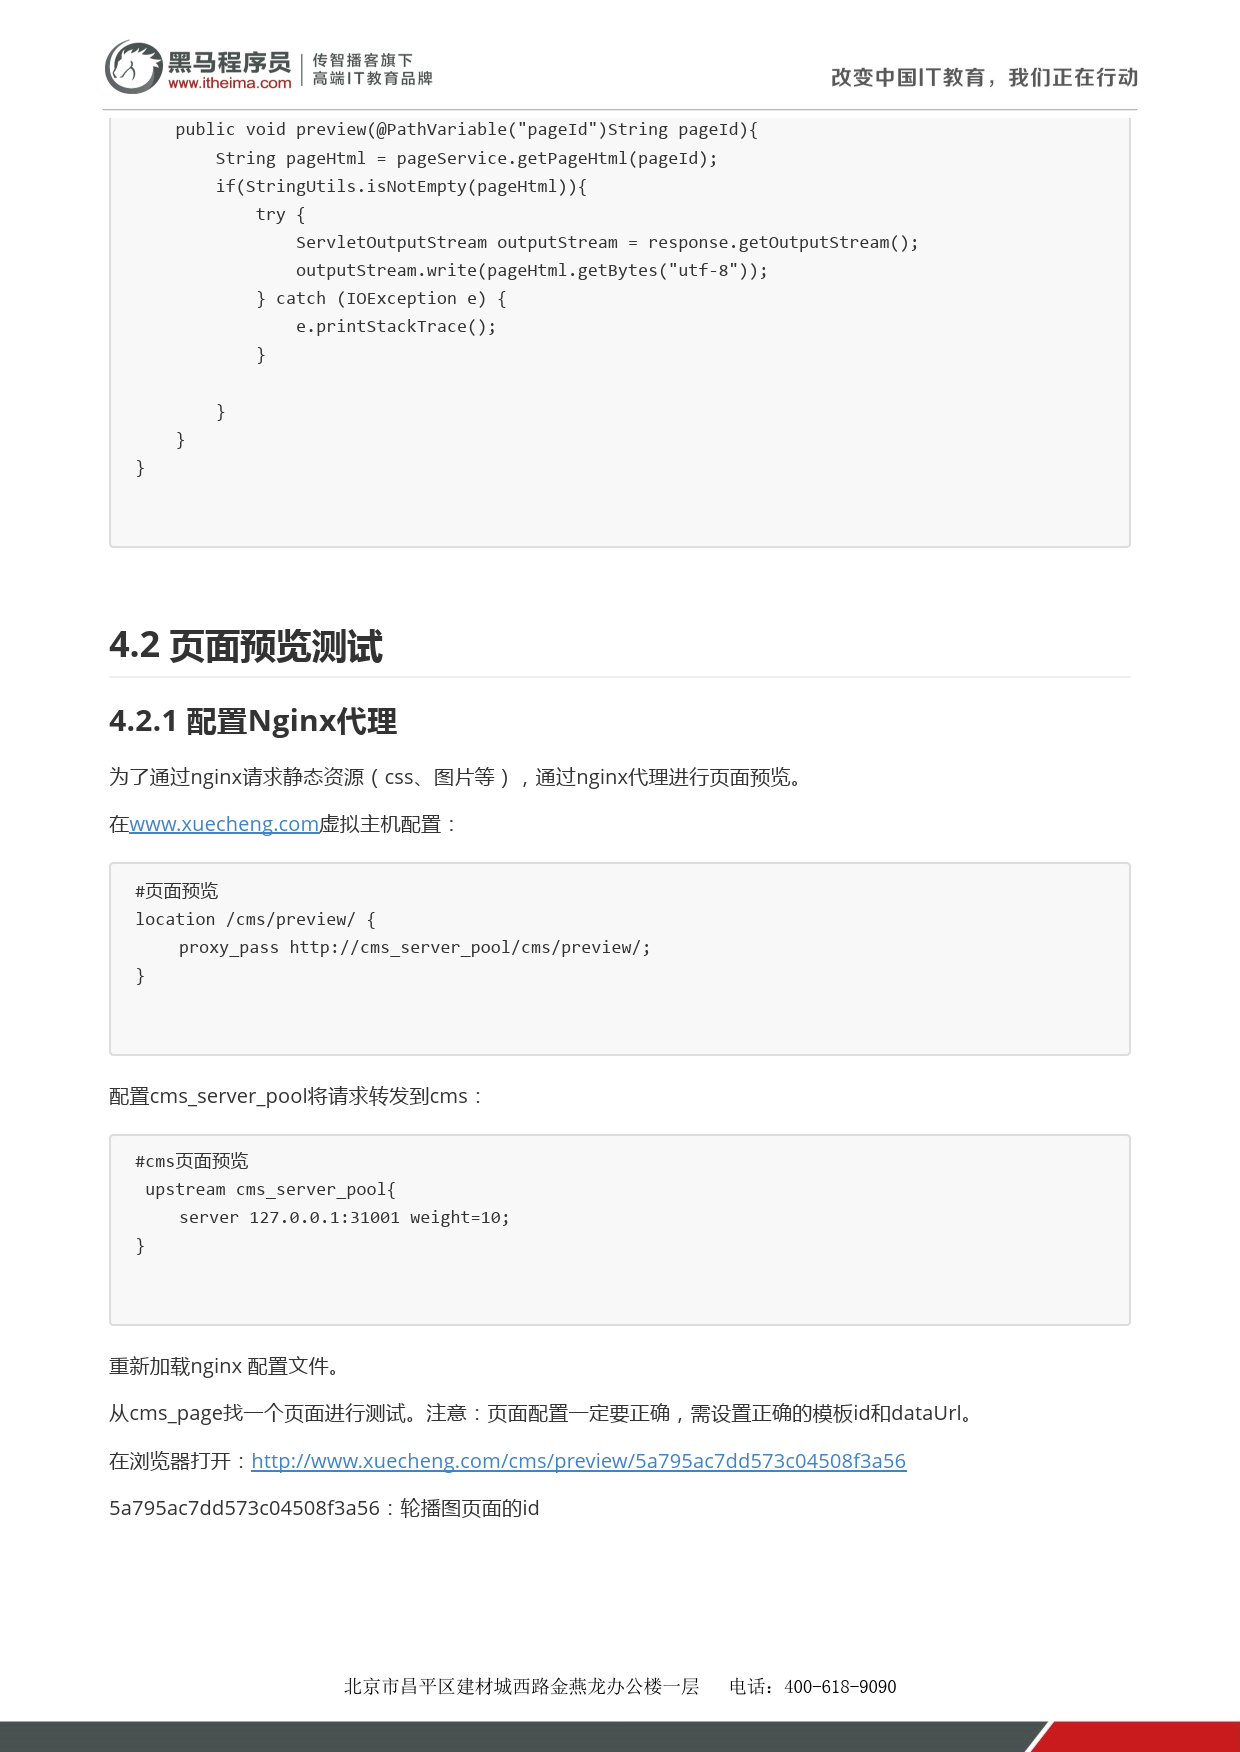 黑马程序员
www.itheima.com
传智播客旗下
高端IT教育品牌
改变中国IT教育，我们正在行动
    public void preview(@PathVariable("pageId")String pageId){
        String pageHtml = pageService.getPageHtml(pageId);
        if(StringUtils.isNotEmpty(pageHtml)){
            try {
                ServletOutputStream outputStream = response.getOutputStream();
                outputStream.write(pageHtml.getBytes("utf-8"));
            } catch (IOException e) {
                e.printStackTrace();
            }
        }
    }
}
4.2 页面预览测试
4.2.1 配置Nginx代理
为了通过nginx请求静态资源（css、图片等），通过nginx代理进行页面预览。
在www.xuecheng.com虚拟主机配置：
#页面预览
location /cms/preview/ {
    proxy_pass http://cms_server_pool/cms/preview/;
}
配置cms_server_pool将请求转发到cms：
#cms页面预览
 upstream cms_server_pool{
    server 127.0.0.1:31001 weight=10;
}
重新加载nginx 配置文件。
从cms_page找一个页面进行测试。注意：页面配置一定要正确，需设置正确的模板id和dataUrl。
在浏览器打开：http://www.xuecheng.com/cms/preview/5a795ac7dd573c04508f3a56
5a795ac7dd573c04508f3a56：轮播图页面的id
北京市昌平区建材城西路金燕龙办公楼一层 电话：400-618-9090